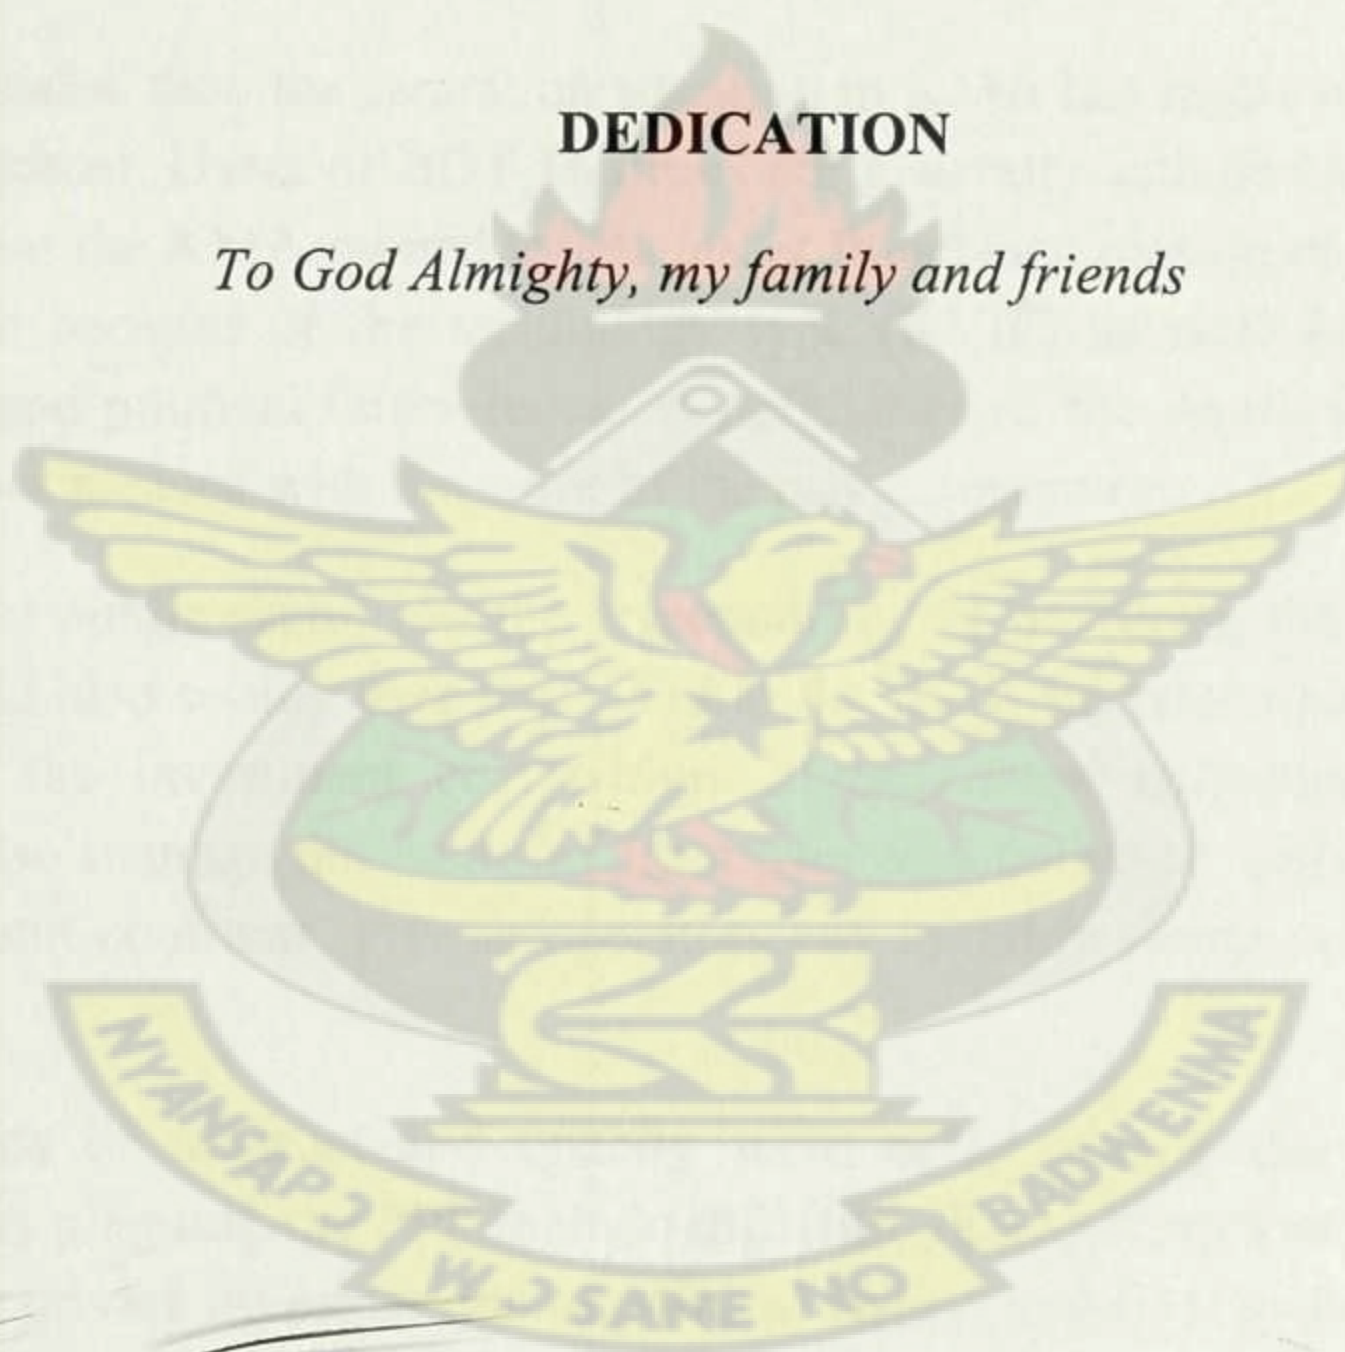 DEDICATION
To God Almighty, my family and friends
NYANSAPƆ
WƆSANE NO
BADWENMA